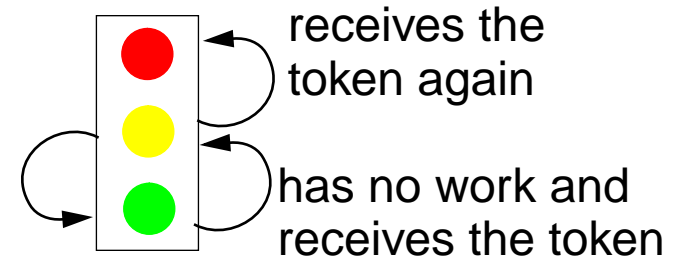 receives the
token again
has no work and
receives the token